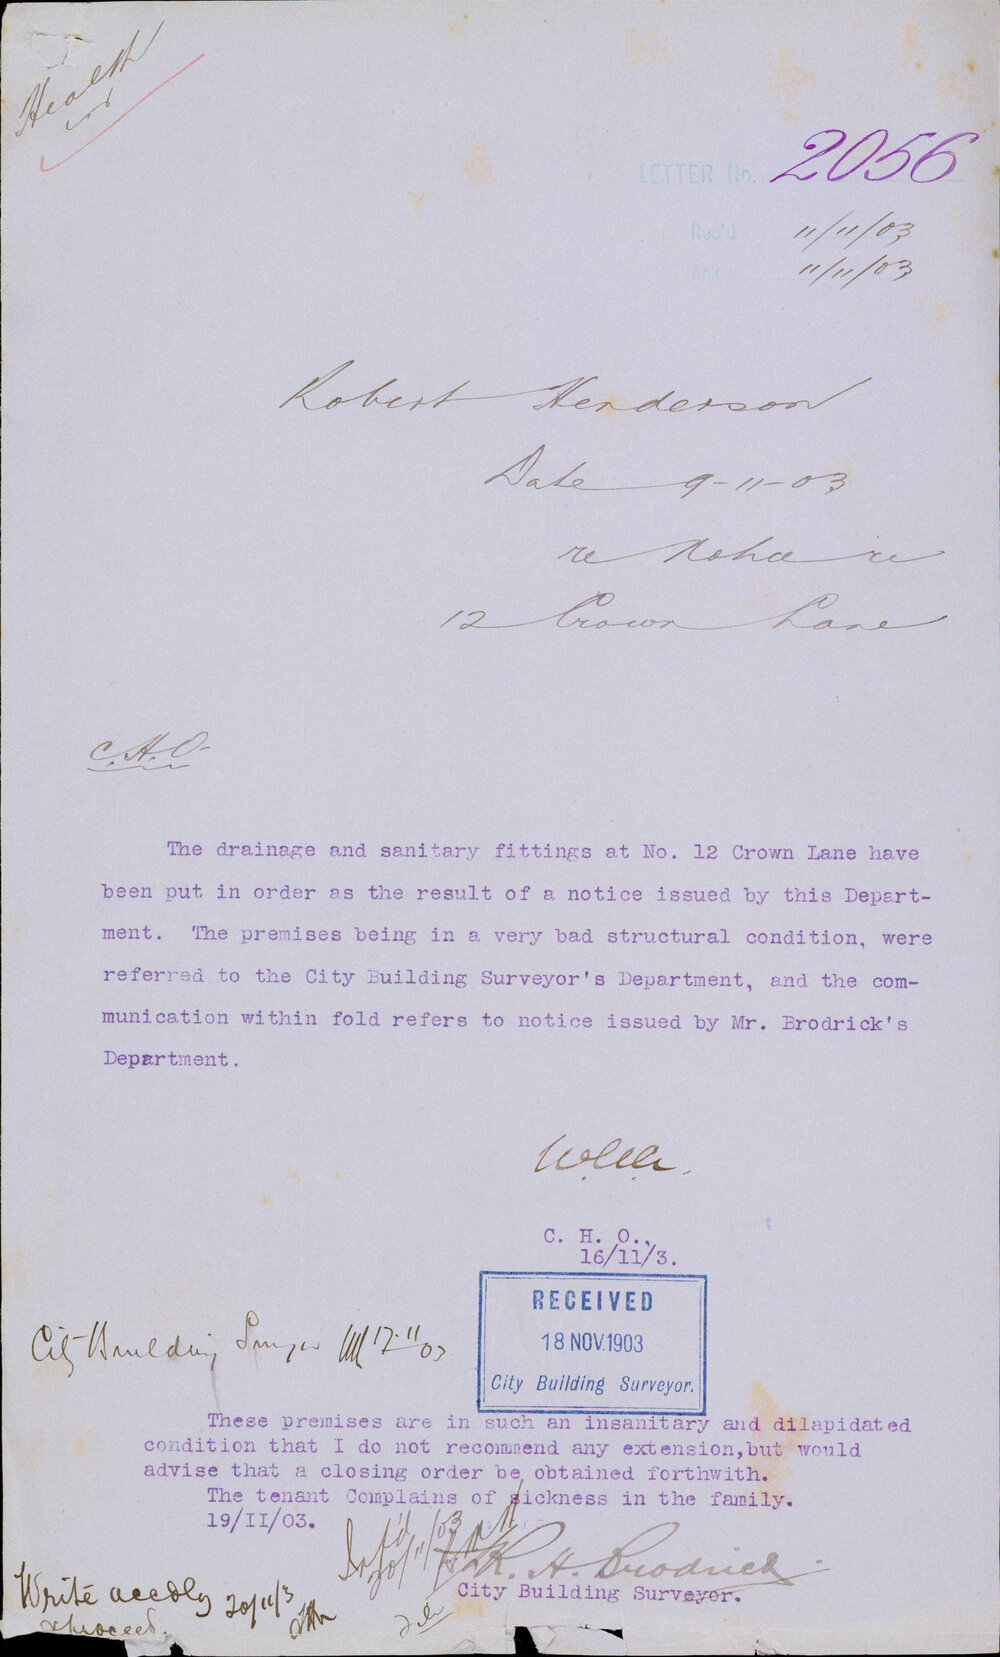 Health
LETTER No. 2056
Rec'd 11/11/03
11/11/03
Robert Henderson
Date 9-11-03
re Notice re
12 Crown Lane
C.H.O.
The drainage and sanitary fittings at No. 12 Crown Lane have
been put in order as the result of a notice issued by this Depart-
ment. The premises being in a very bad structural condition, were
referred to the City Building Surveyor's Department, and the com-
munication within fold refers to notice issued by Mr. Brodrick's
Department.
C. H. O.,
16/11/3.
RECEIVED
18 NOV. 1903
City Building Surveyor.
City Building Surveyor 17.11.03
These premises are in such an insanitary and dilapidated
condition that I do not recommend any extension,but would
advise that a closing order be obtained forthwith.
The tenant Complains of sickness in the family.
19/II/03.
20/11/03
R. H. Brodrick
City Building Surveyor.
Write accdly 20/11/3
& proceed.